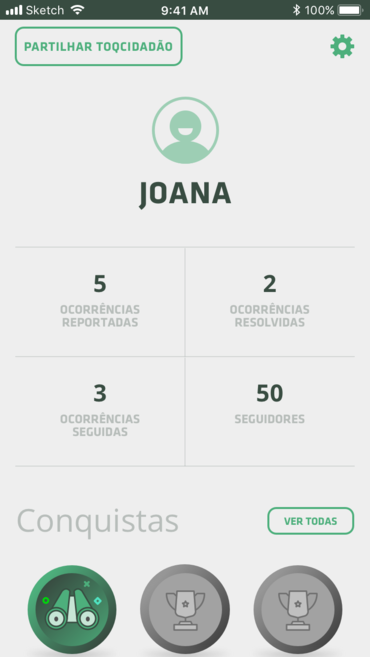 Sketch 9:41 AM 100%
PARTILHAR TOQCIDADÃO
JOANA
5 2
OCORRÊNCIAS OCORRÊNCIAS
REPORTADAS RESOLVIDAS
3 50
OCORRÊNCIAS SEGUIDORES
SEGUIDAS
Conquistas VER TODAS